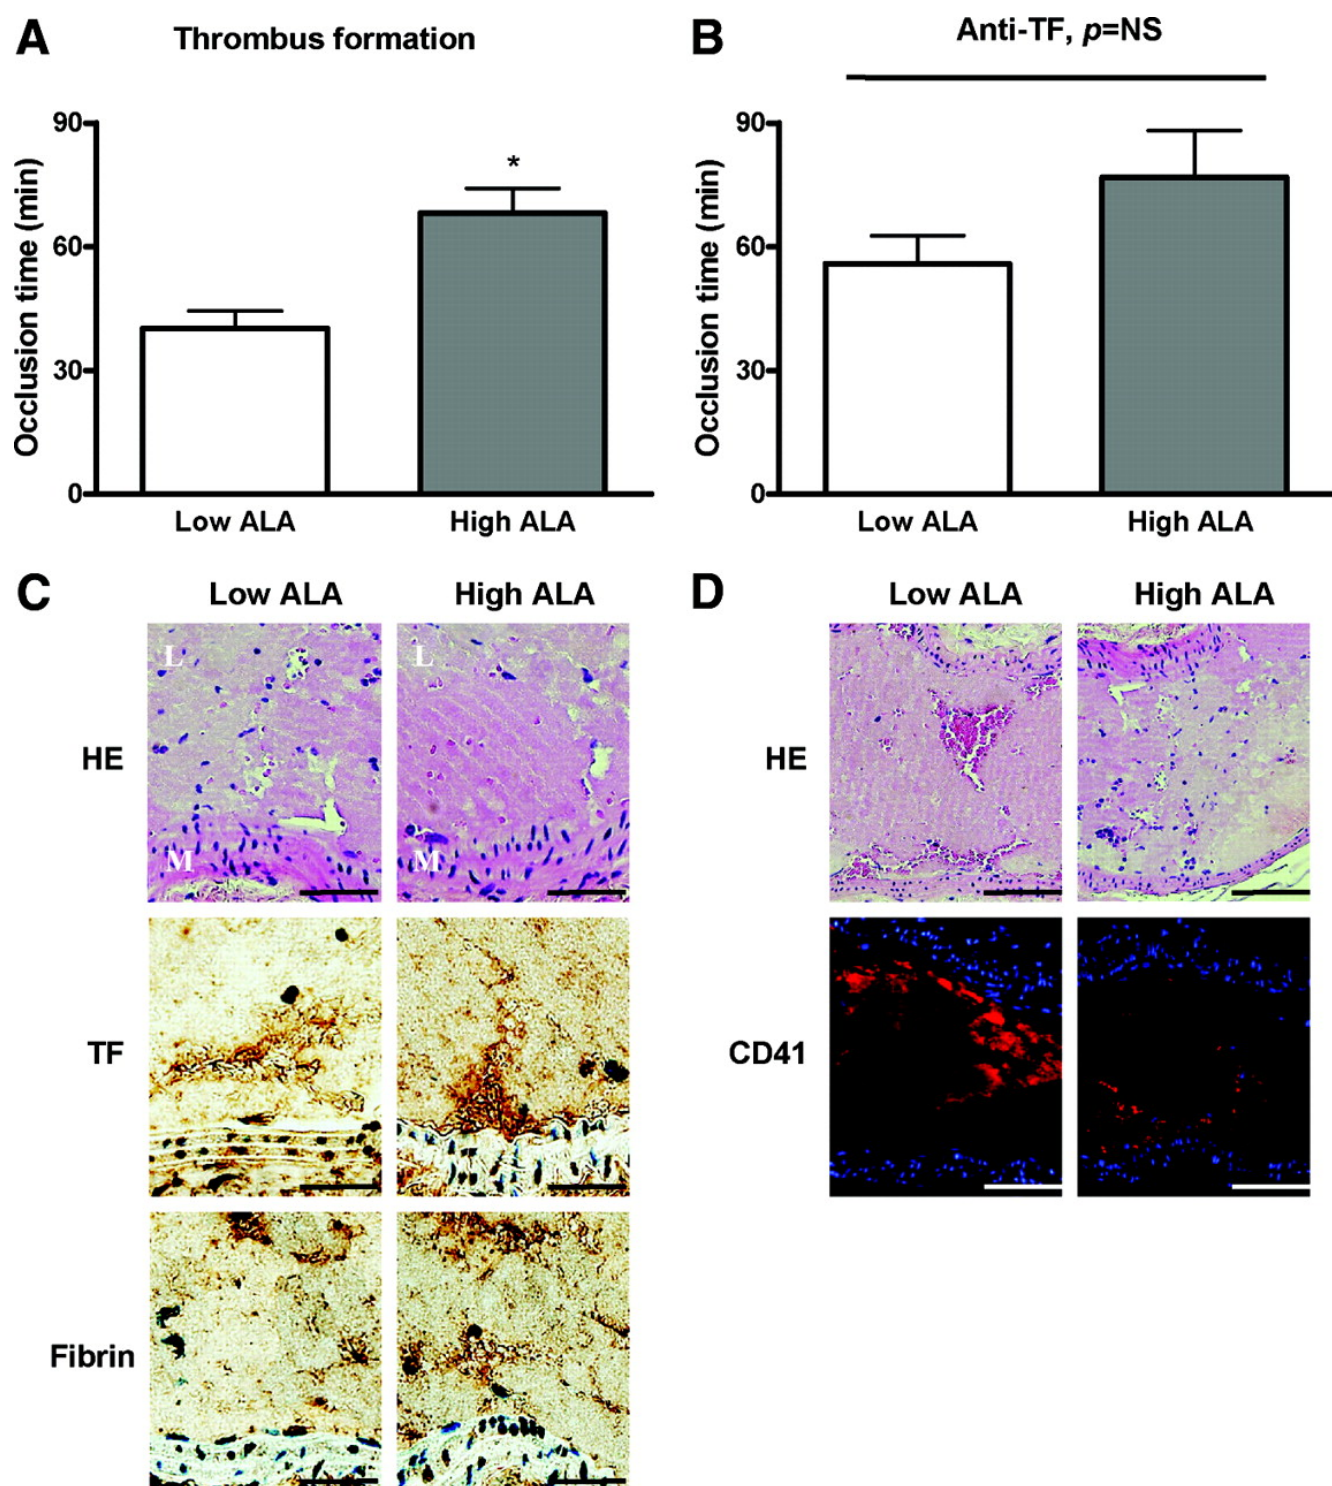 A
Thrombus formation
Occlusion time (min)
90
60
30
0
*
Low ALA
High ALA
B
Anti-TF, p=NS
Occlusion time (min)
90
60
30
0
Low ALA
High ALA
C
Low ALA
High ALA
HE
L
L
M
M
TF
Fibrin
D
Low ALA
High ALA
HE
CD41